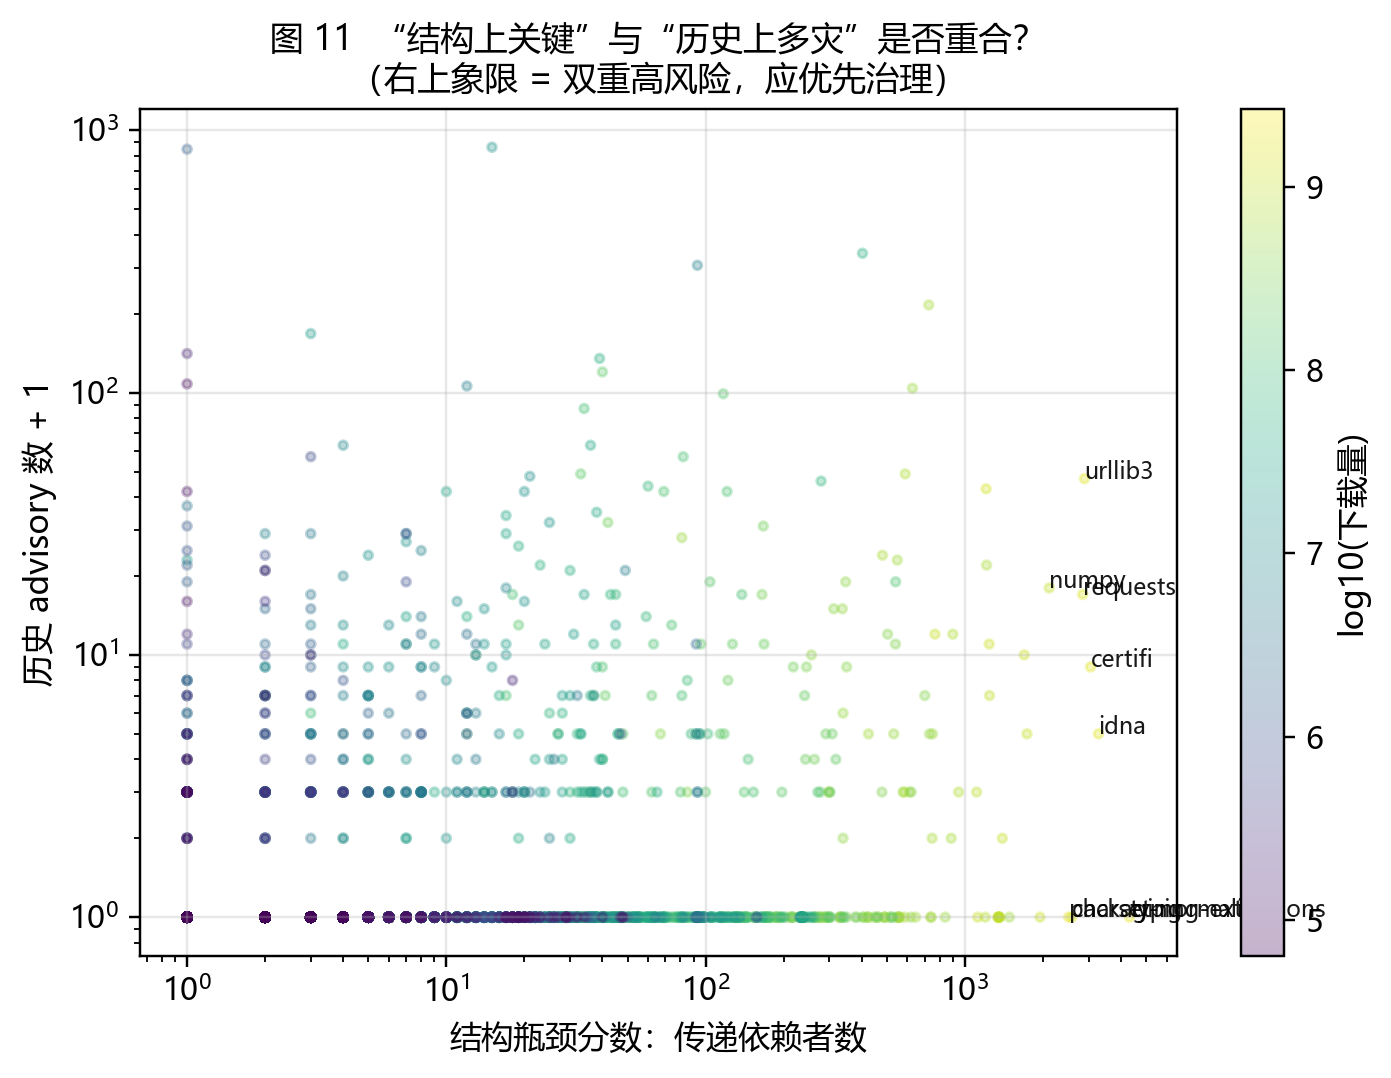 图 11 “结构上关键”与“历史上多灾”是否重合?
（右上象限 = 双重高风险，应优先治理）
10³
10²
10¹
10⁰
历史 advisory 数 + 1
urllib3
numpy
requests
certifi
idna
10⁰
10¹
10²
10³
结构瓶颈分数：传递依赖者数
9
8
7
6
5
log10(下载量)